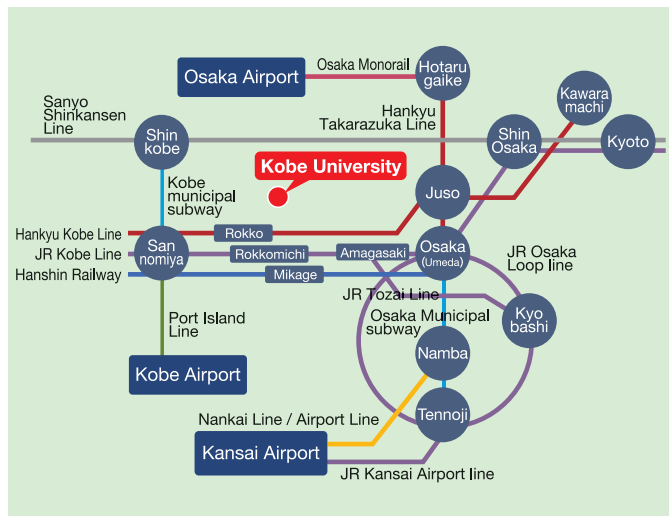 Osaka Airport
Osaka Monorail
Hotaru
gaike
Kawara
machi
Sanyo
Shinkansen
Line
Hankyu
Takarazuka Line
Shin
kobe
Shin
Osaka
Kyoto
Kobe University
Kobe
municipal
subway
Juso
Hankyu Kobe Line
Rokko
JR Kobe Line
San
nomiya
Rokkomichi
Amagasaki
Osaka
(Umeda)
JR Osaka
Loop line
Hanshin Railway
Mikage
JR Tozai Line
Port Island
Line
Osaka Municipal
subway
Kyo
bashi
Namba
Kobe Airport
Nankai Line / Airport Line
Tennoji
Kansai Airport
JR Kansai Airport line